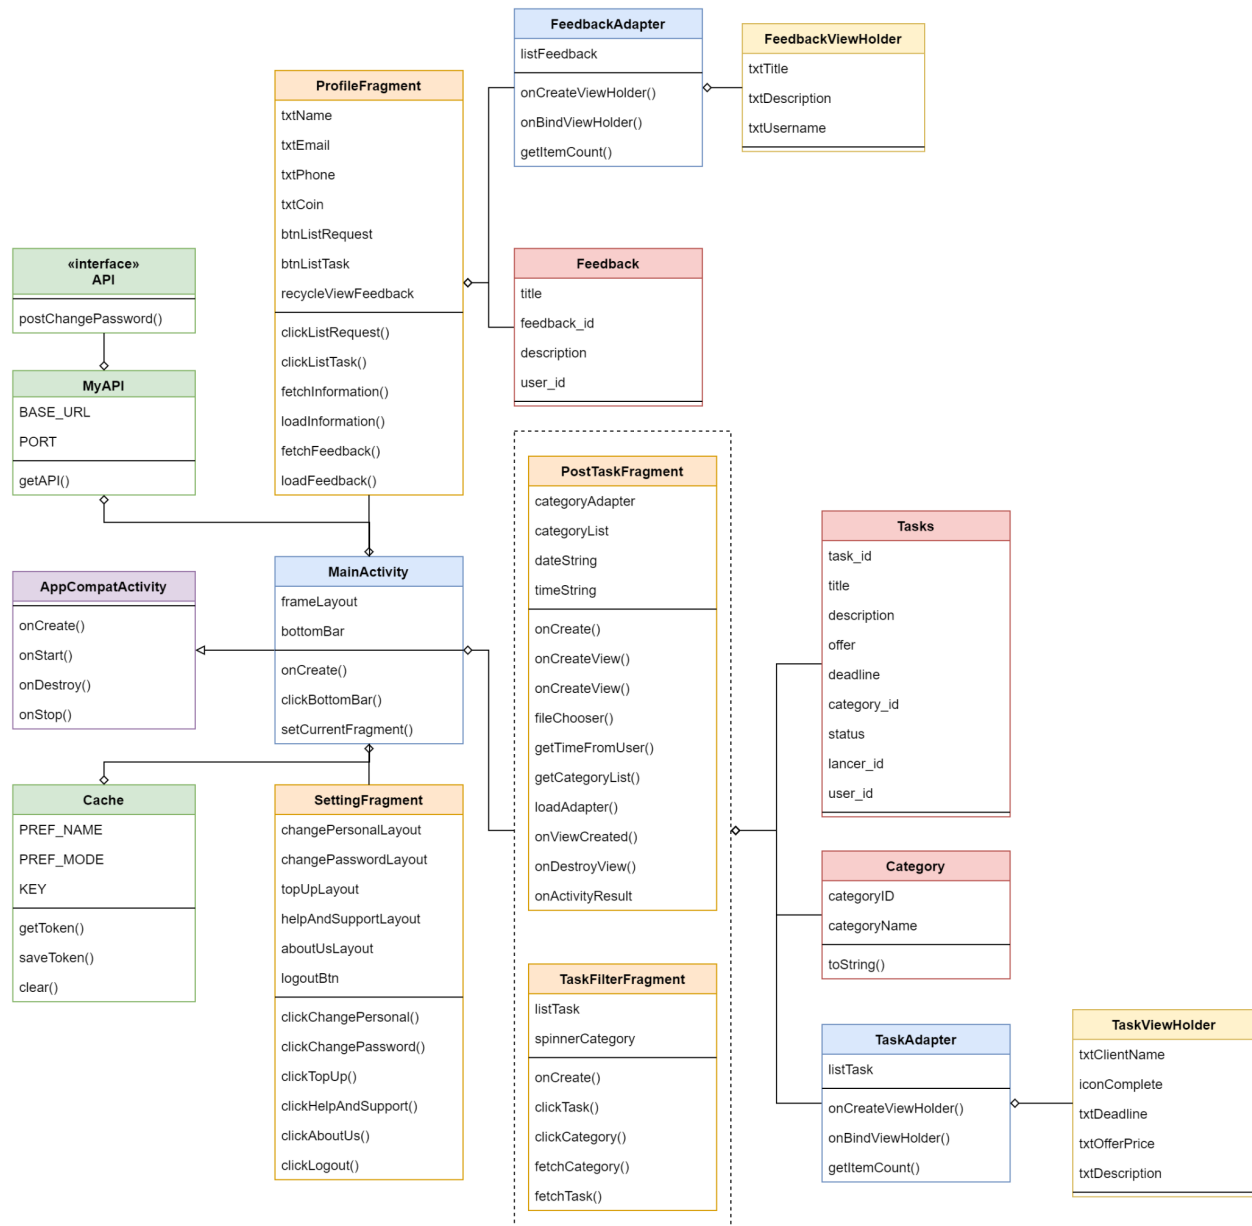 FeedbackAdapter
listFeedback
onCreateViewHolder()
onBindViewHolder()
getItemCount()
FeedbackViewHolder
txtTitle
txtDescription
txtUsername
ProfileFragment
txtName
txtEmail
txtPhone
txtCoin
btnListRequest
btnListTask
recycleViewFeedback
clickListRequest()
clickListTask()
fetchInformation()
loadInformation()
fetchFeedback()
loadFeedback()
Feedback
title
feedback_id
description
user_id
«interface»
API
postChangePassword()
MyAPI
BASE_URL
PORT
getAPI()
AppCompatActivity
onCreate()
onStart()
onDestroy()
onStop()
MainActivity
frameLayout
bottomBar
onCreate()
clickBottomBar()
setCurrentFragment()
PostTaskFragment
categoryAdapter
categoryList
dateString
timeString
onCreate()
onCreateView()
onCreateView()
fileChooser()
getTimeFromUser()
getCategoryList()
loadAdapter()
onViewCreated()
onDestroyView()
onActivityResult
Tasks
task_id
title
description
offer
deadline
category_id
status
lancer_id
user_id
Cache
PREF_NAME
PREF_MODE
KEY
getToken()
saveToken()
clear()
SettingFragment
changePersonalLayout
changePasswordLayout
topUpLayout
helpAndSupportLayout
aboutUsLayout
logoutBtn
clickChangePersonal()
clickChangePassword()
clickTopUp()
clickHelpAndSupport()
clickAboutUs()
clickLogout()
Category
categoryID
categoryName
toString()
TaskFilterFragment
listTask
spinnerCategory
onCreate()
clickTask()
clickCategory()
fetchCategory()
fetchTask()
TaskAdapter
listTask
onCreateViewHolder()
onBindViewHolder()
getItemCount()
TaskViewHolder
txtClientName
iconComplete
txtDeadline
txtOfferPrice
txtDescription